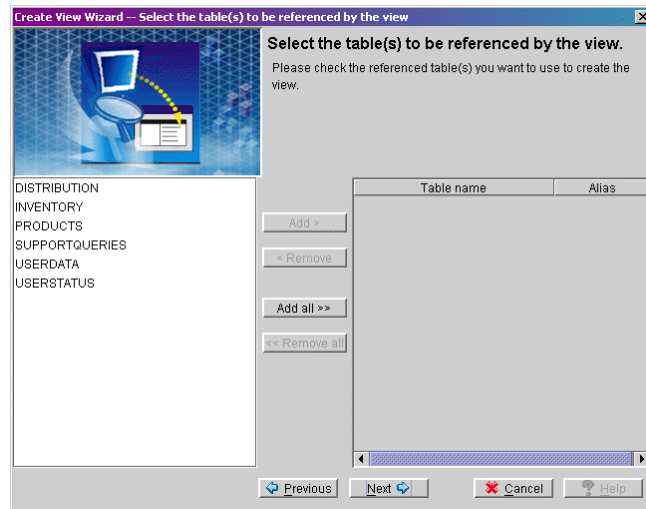 Create View Wizard -- Select the table(s) to be referenced by the view
Select the table(s) to be referenced by the view.
Please check the referenced table(s) you want to use to create the
view.
DISTRIBUTION
INVENTORY
PRODUCTS
SUPPORTQUERIES
USERDATA
USERSTATUS
Add >
< Remove
Add all >>
<< Remove all
Table name
Alias
Previous
Next
Cancel
Help